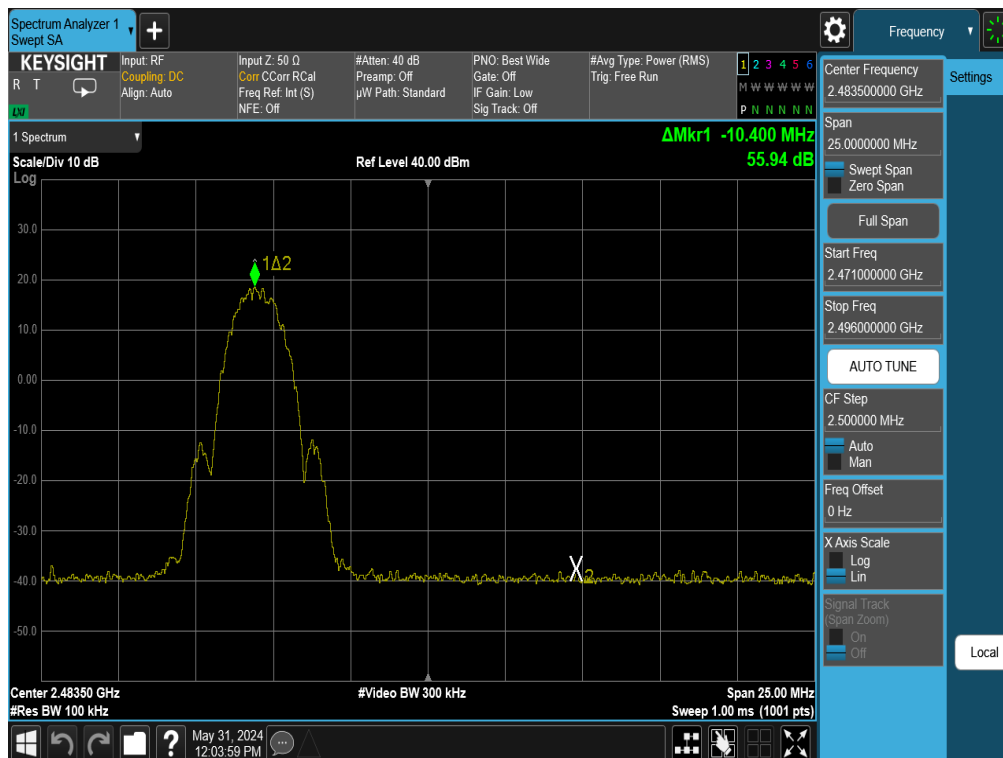 Spectrum Analyzer 1
Swept SA
+
Frequency
KEYSIGHT
R T
LXI
Input: RF
Coupling: DC
Align: Auto
Input Z: 50 Ω
Corr CCorr RCal
Freq Ref: Int (S)
NFE: Off
#Atten: 40 dB
Preamp: Off
µW Path: Standard
PNO: Best Wide
Gate: Off
IF Gain: Low
Sig Track: Off
#Avg Type: Power (RMS)
Trig: Free Run
1 2 3 4 5 6
M W W W W W
P N N N N N
1 Spectrum
Scale/Div 10 dB
Log
Ref Level 40.00 dBm
ΔMkr1 -10.400 MHz
55.94 dB
30.0
20.0
10.0
0.00
-10.0
-20.0
-30.0
-40.0
-50.0
1Δ2
X2
Center 2.48350 GHz
#Res BW 100 kHz
#Video BW 300 kHz
Span 25.00 MHz
Sweep 1.00 ms (1001 pts)
Center Frequency
2.483500000 GHz
Span
25.0000000 MHz
Swept Span
Zero Span
Full Span
Start Freq
2.471000000 GHz
Stop Freq
2.496000000 GHz
AUTO TUNE
CF Step
2.500000 MHz
Auto
Man
Freq Offset
0 Hz
X Axis Scale
Log
Lin
Signal Track
(Span Zoom)
On
Off
Settings
Local
?
May 31, 2024
12:03:59 PM